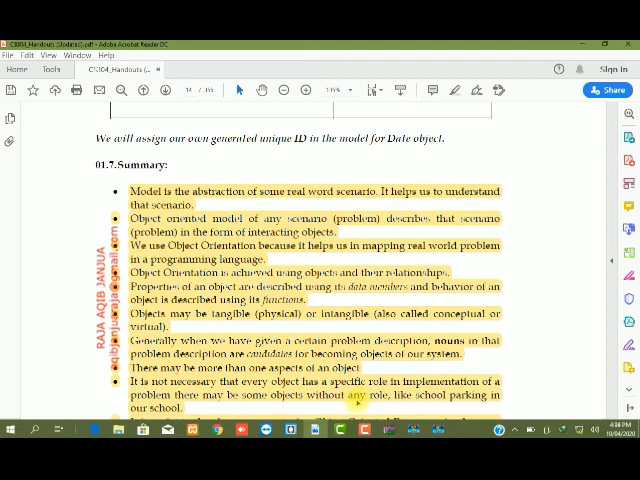 CS304_Handouts (Updated).pdf - Adobe Acrobat Reader DC
File Edit View Window Help
Home Tools CS304_Handouts (... × Sign In
14 / 355 Share
We will assign our own generated unique ID in the model for Date object.
01.7. Summary:
• Model is the abstraction of some real word scenario. It helps us to understand
that scenario.
• Object oriented model of any scenario (problem) describes that scenario
(problem) in the form of interacting objects.
• We use Object Orientation because it helps us in mapping real world problem
in a programming language.
• Object Orientation is achieved using objects and their relationships.
• Properties of an object are described using its data members and behavior of an
object is described using its functions.
• Objects may be tangible (physical) or intangible (also called conceptual or
virtual).
• Generally when we have given a certain problem description, nouns in that
problem description are candidates for becoming objects of our system.
• There may be more than one aspects of an object
• It is not necessary that every object has a specific role in implementation of a
problem there may be some objects without any role, like school parking in
our school.
RAJA AQIB JANJUA
aqibjanjuaraja@gmail.com
4:06 PM
10/04/2020